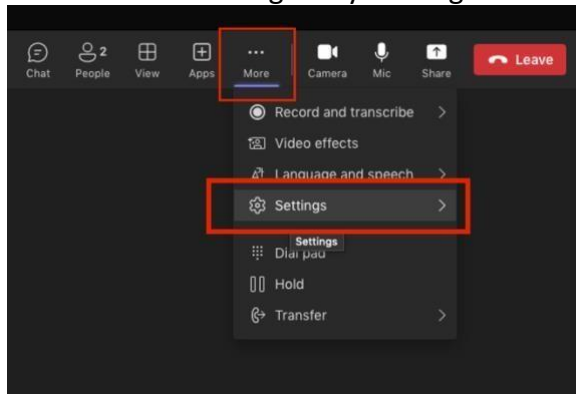 2
Chat People View Apps More Camera Mic Share Leave
Record and transcribe
Video effects
Language and speech
Settings
Settings
Dial pad
Hold
Transfer